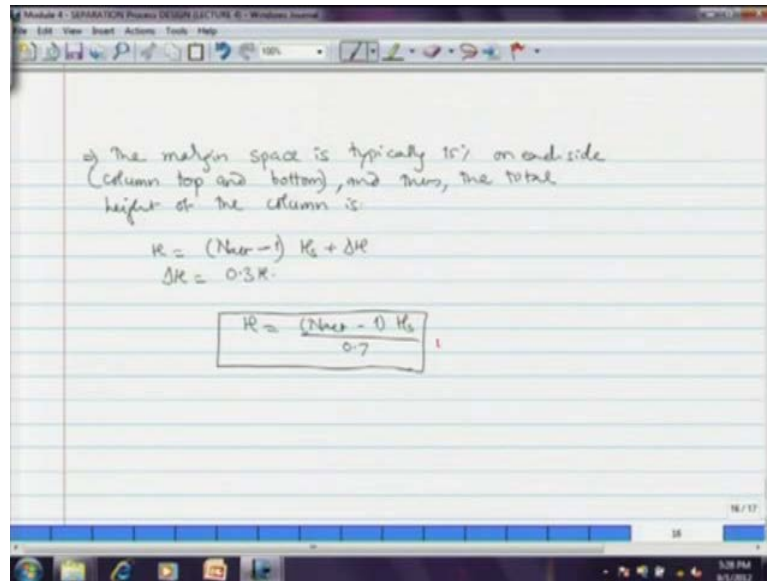 Module 4 - SEPARATION Process DESIGN (LECTURE 4) - Windows Journal
File Edit View Insert Actions Tools Help
100%
⇒ The margin space is typically 15% on each side
(column top and bottom), and thus, the total
height of the column is:
H = (Nact - 1) Hs + ΔH
ΔH = 0.3H.
H = (Nact - 1) Hs
0.7
16 / 17
16
5:28 PM